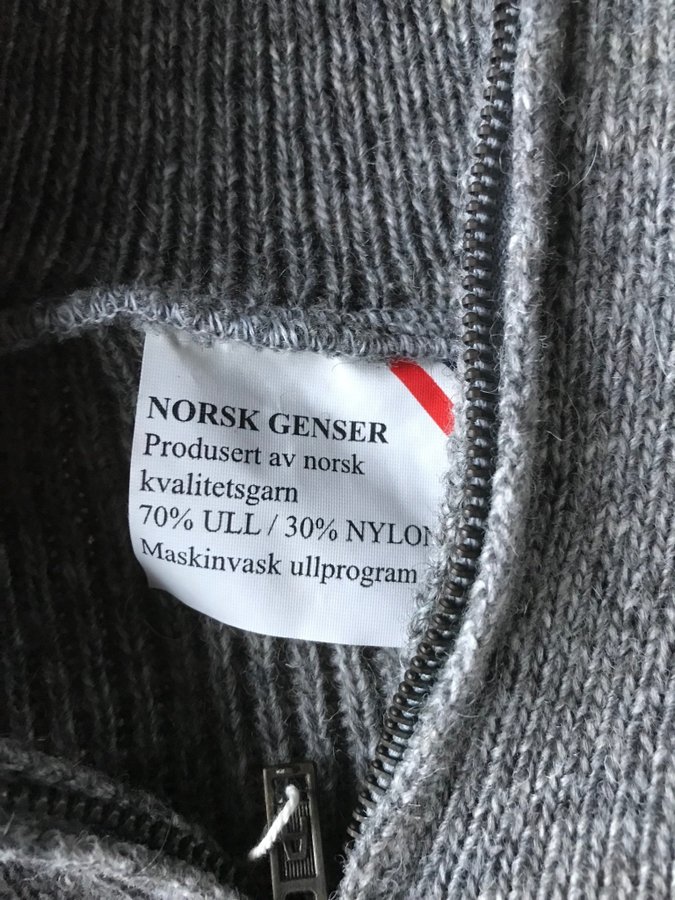 NORSK GENSER
Produsert av norsk
kvalitetsgarn
70% ULL / 30% NYLON
Maskinvask ullprogram